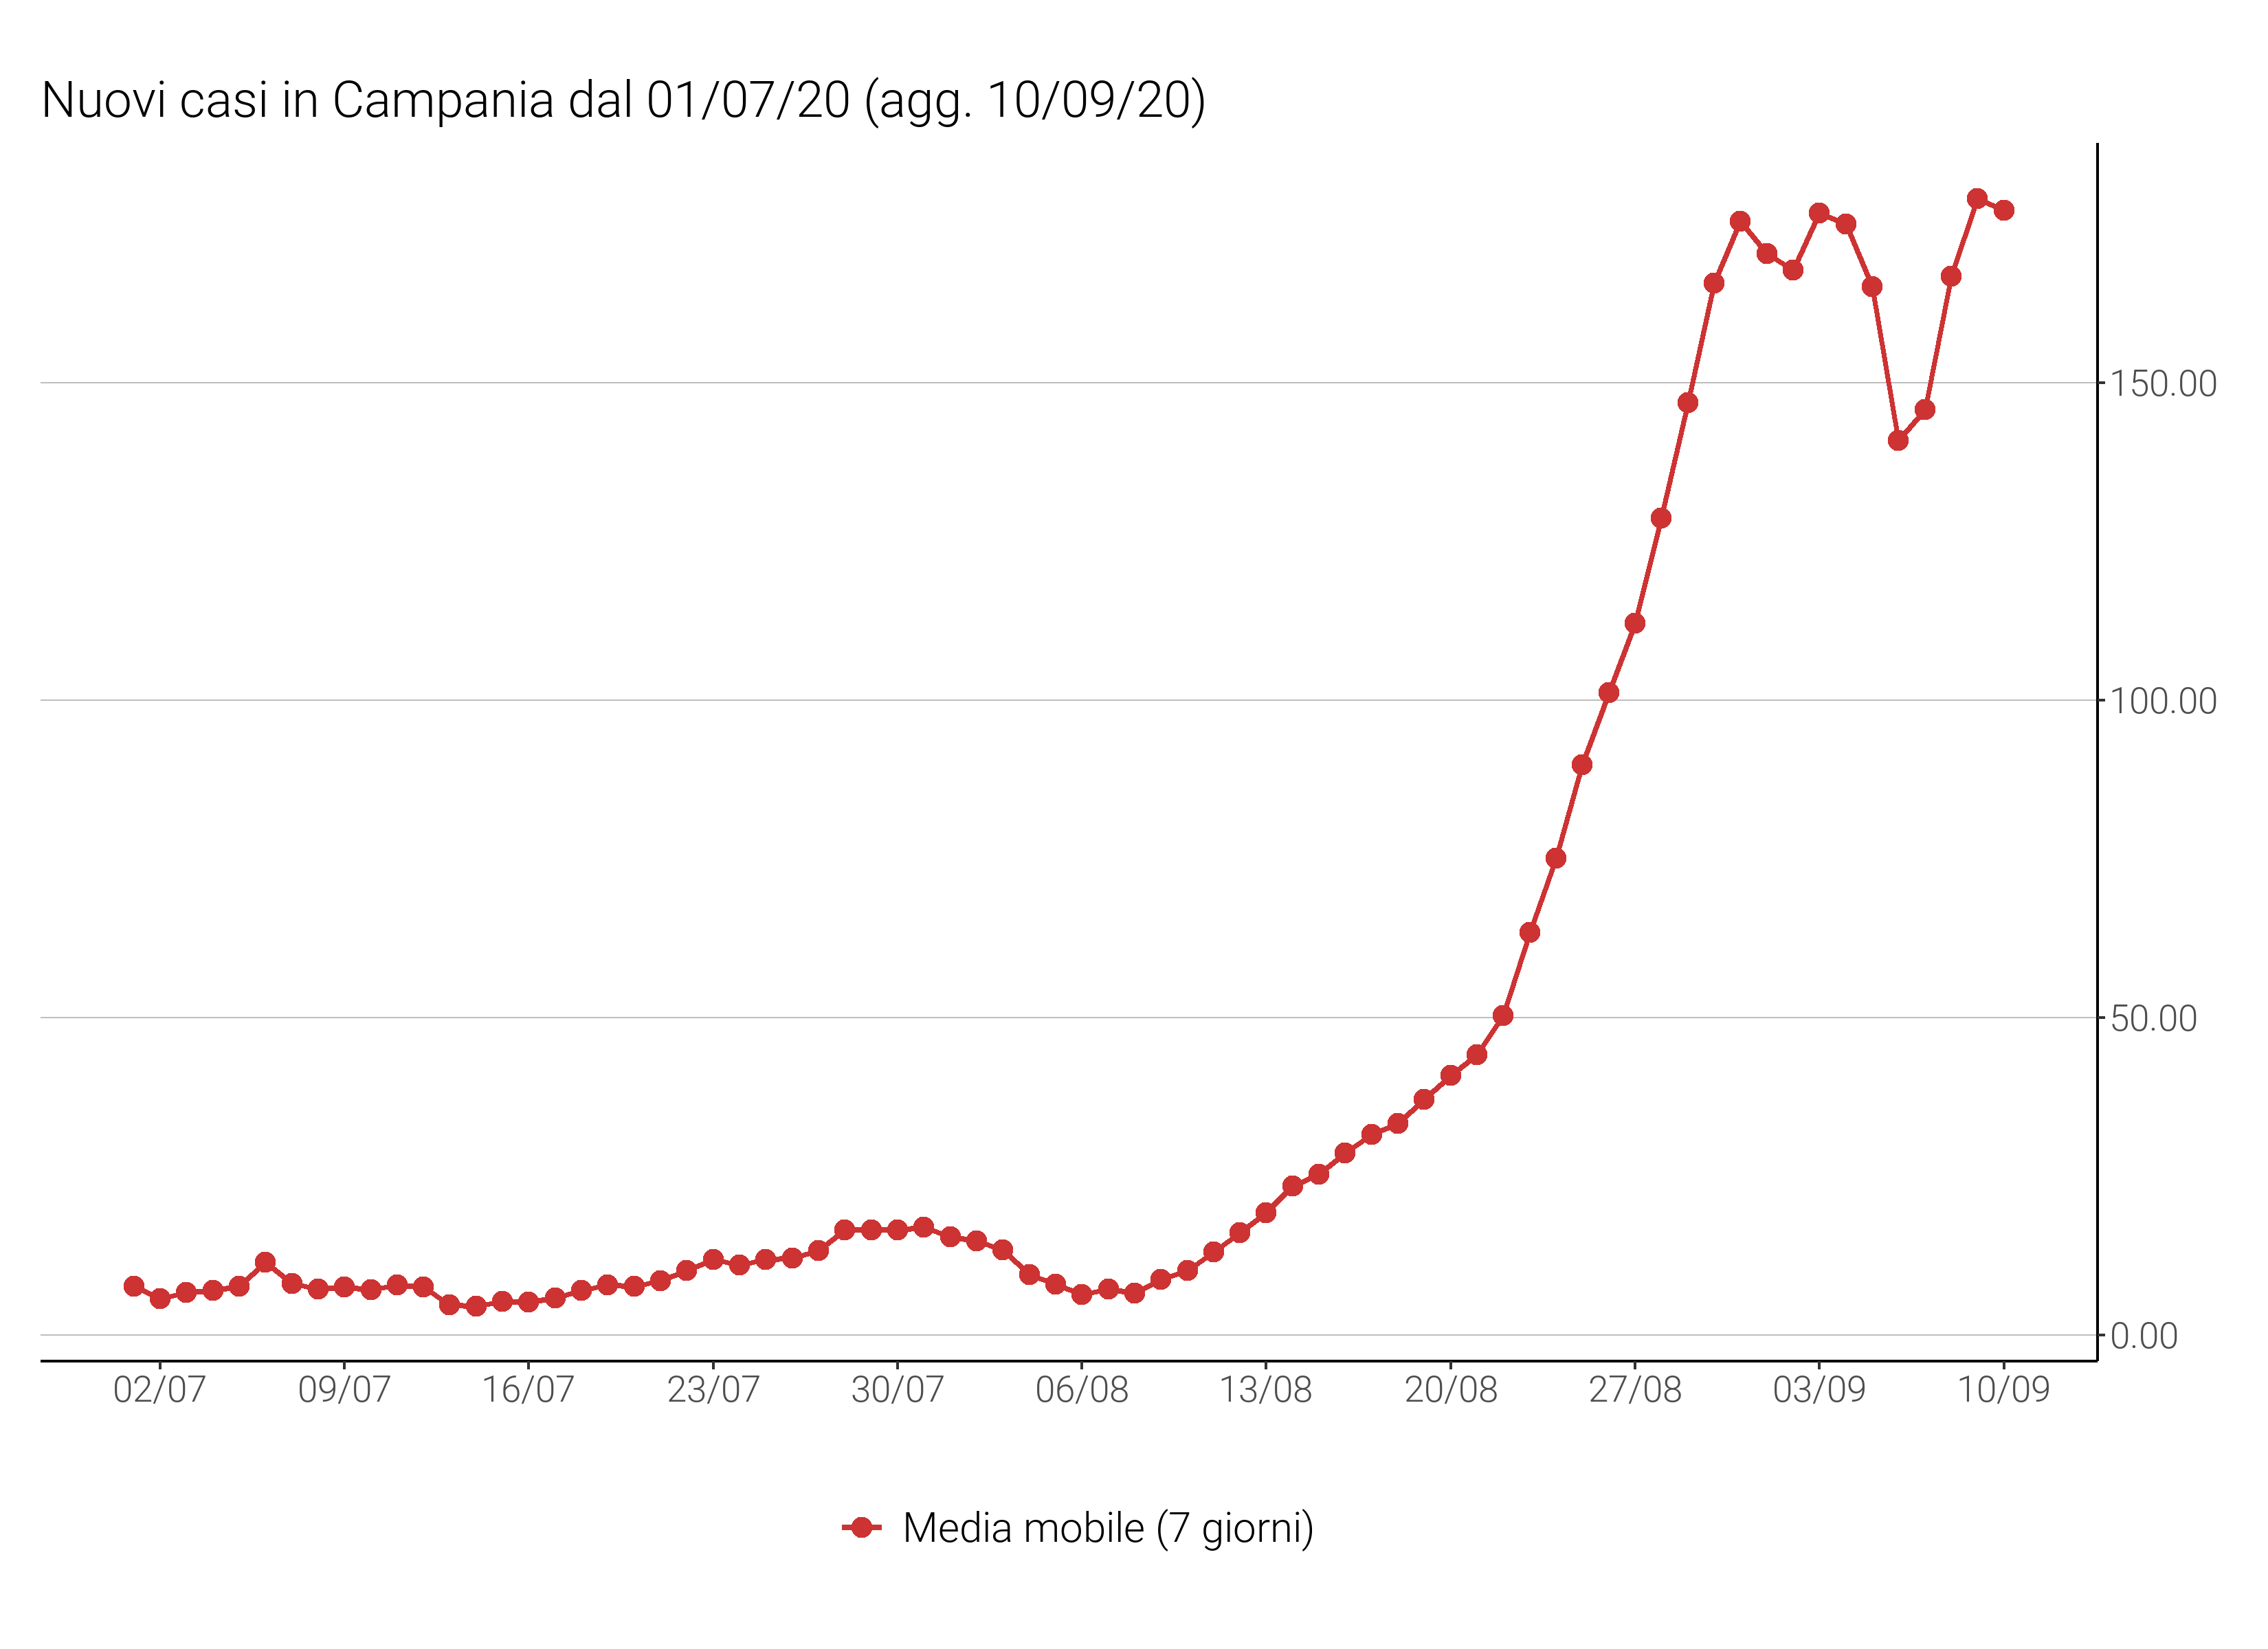 Nuovi casi in Campania dal 01/07/20 (agg. 10/09/20)
150.00
100.00
50.00
0.00
02/07 09/07 16/07 23/07 30/07 06/08 13/08 20/08 27/08 03/09 10/09
Media mobile (7 giorni)